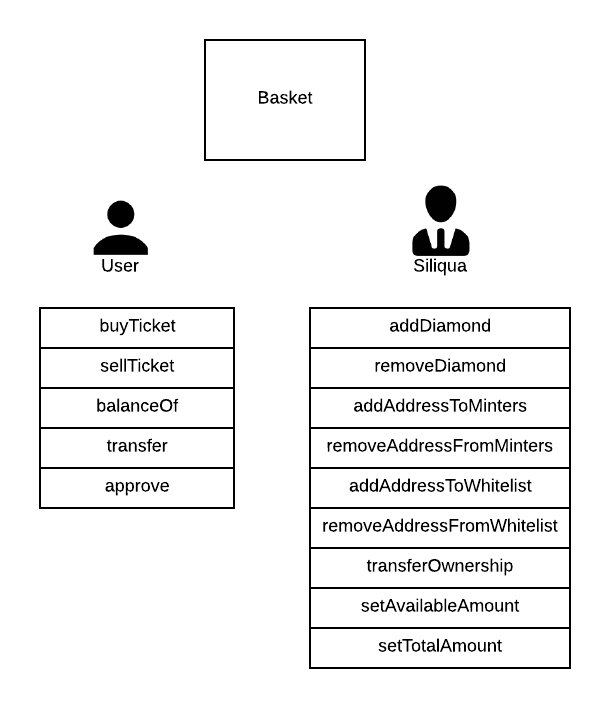 Basket
User
Siliqua
buyTicket
sellTicket
balanceOf
transfer
approve
addDiamond
removeDiamond
addAddressToMinters
removeAddressFromMinters
addAddressToWhitelist
removeAddressFromWhitelist
transferOwnership
setAvailableAmount
setTotalAmount